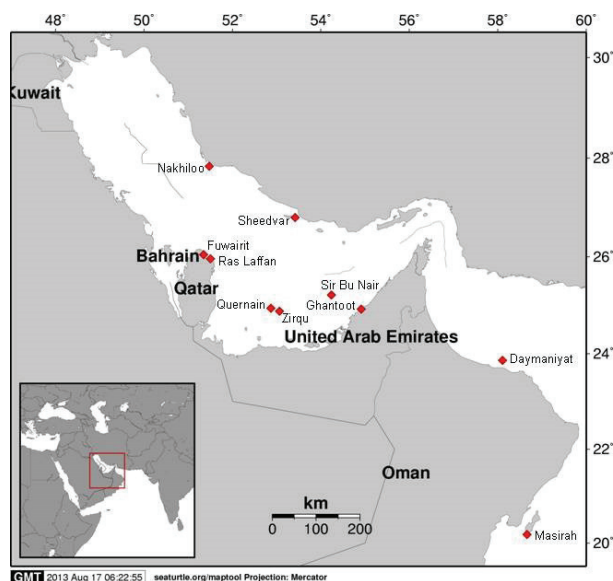 48° 50° 52° 54° 56° 58° 60°
30°
Kuwait
28°
Nakhiloo
Sheedvar
26°
Fuwairit
Bahrain
Ras Laffan
Qatar
Sir Bu Nair
Quernain
Ghantoot
Zirqu
United Arab Emirates
24°
Daymaniyat
22°
Oman
km
0 100 200
20°
Masirah
GMT 2013 Aug 17 06:22:55 seaturtle.org/maptool Projection: Mercator